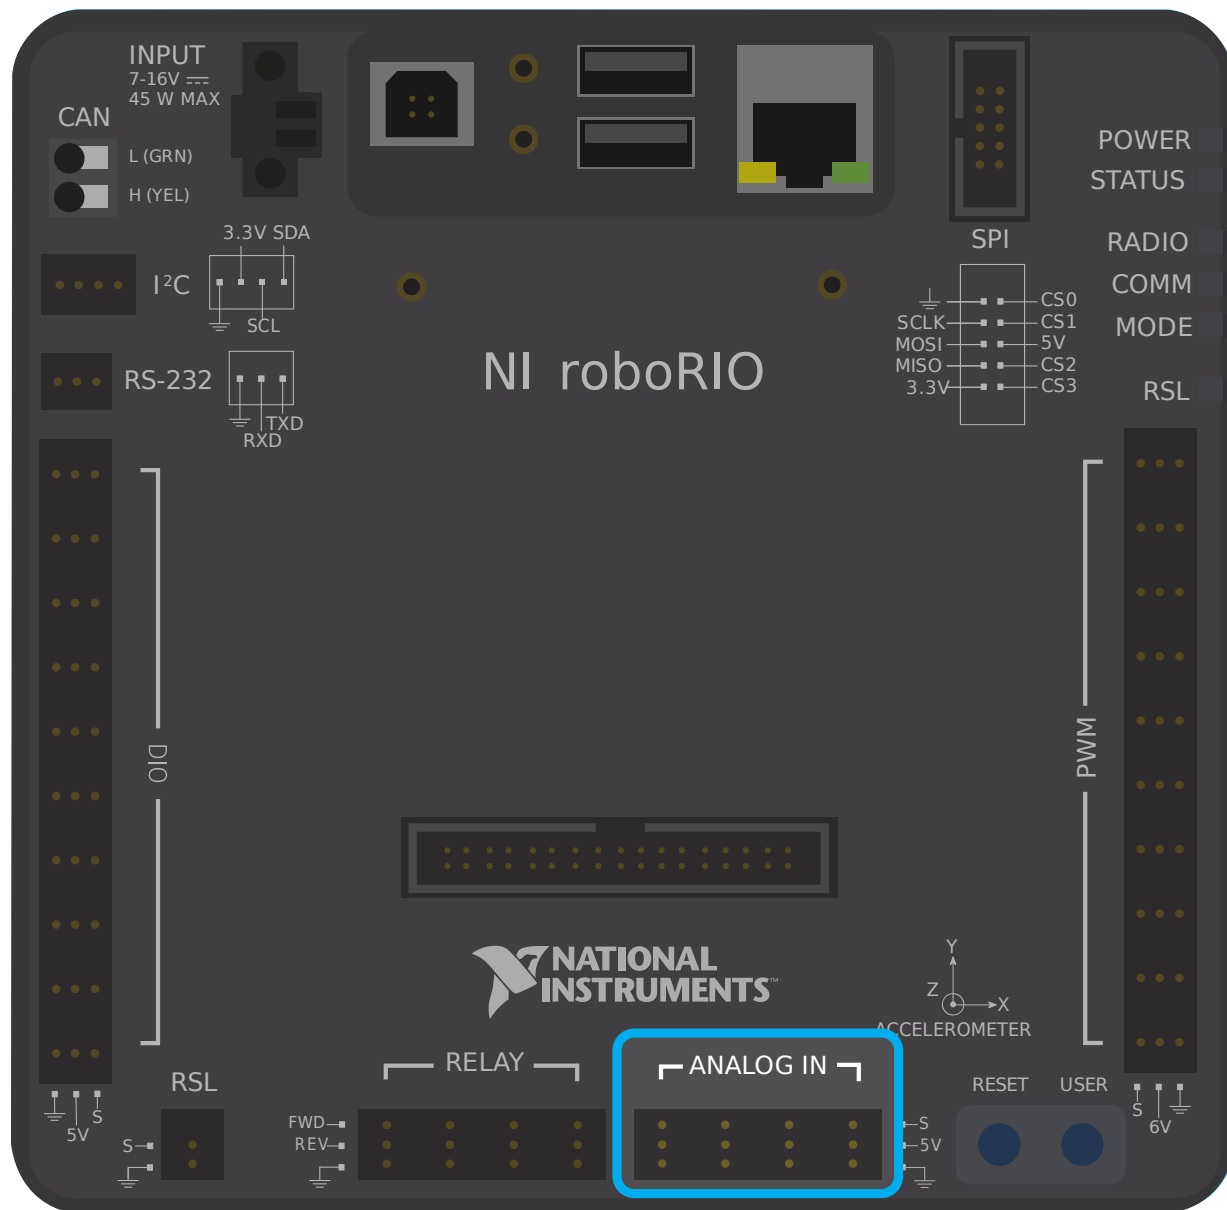 INPUT
7-16V
45 W MAX
CAN
L (GRN)
H (YEL)
3.3V SDA
I²C
SCL
RS-232
TXD
RXD
SPI
CS0
SCLK
CS1
MOSI
5V
MISO
CS2
3.3V
CS3
POWER
STATUS
RADIO
COMM
MODE
RSL
NI roboRIO
DIO
PWM
NATIONAL
INSTRUMENTS™
Y
Z
X
ACCELEROMETER
S
5V
RSL
S
RELAY
FWD
REV
ANALOG IN
S
5V
RESET
USER
S
6V